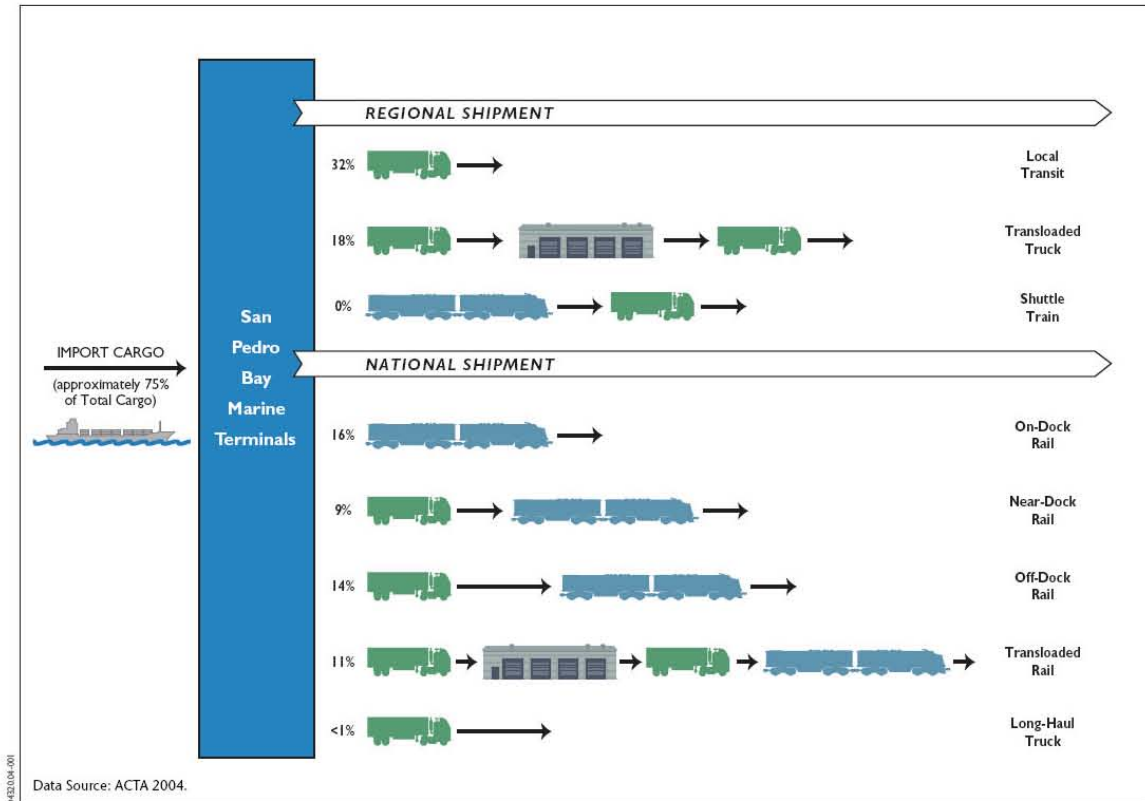 REGIONAL SHIPMENT
32%
Local
Transit
18%
Transloaded
Truck
0%
Shuttle
Train
San
Pedro
Bay
Marine
Terminals
IMPORT CARGO
(approximately 75%
of Total Cargo)
NATIONAL SHIPMENT
16%
On-Dock
Rail
9%
Near-Dock
Rail
14%
Off-Dock
Rail
11%
Transloaded
Rail
<1%
Long-Haul
Truck
Data Source: ACTA 2004.